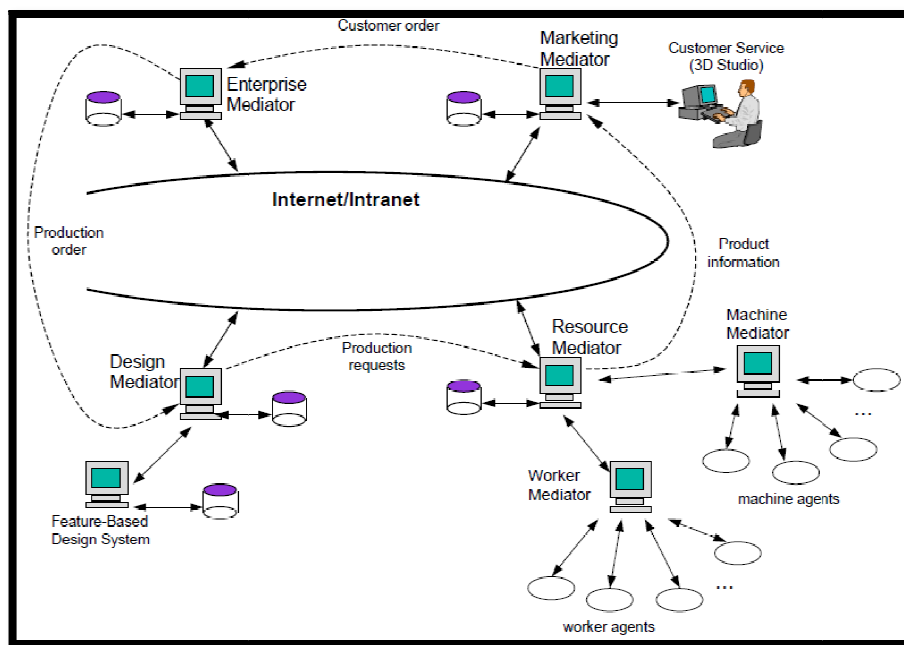 Customer order
Marketing
Mediator
Customer Service
(3D Studio)
Enterprise
Mediator
Internet/Intranet
Production
order
Product
information
Machine
Mediator
Resource
Mediator
Production
requests
Design
Mediator
...
Worker
Mediator
machine agents
Feature-Based
Design System
...
worker agents